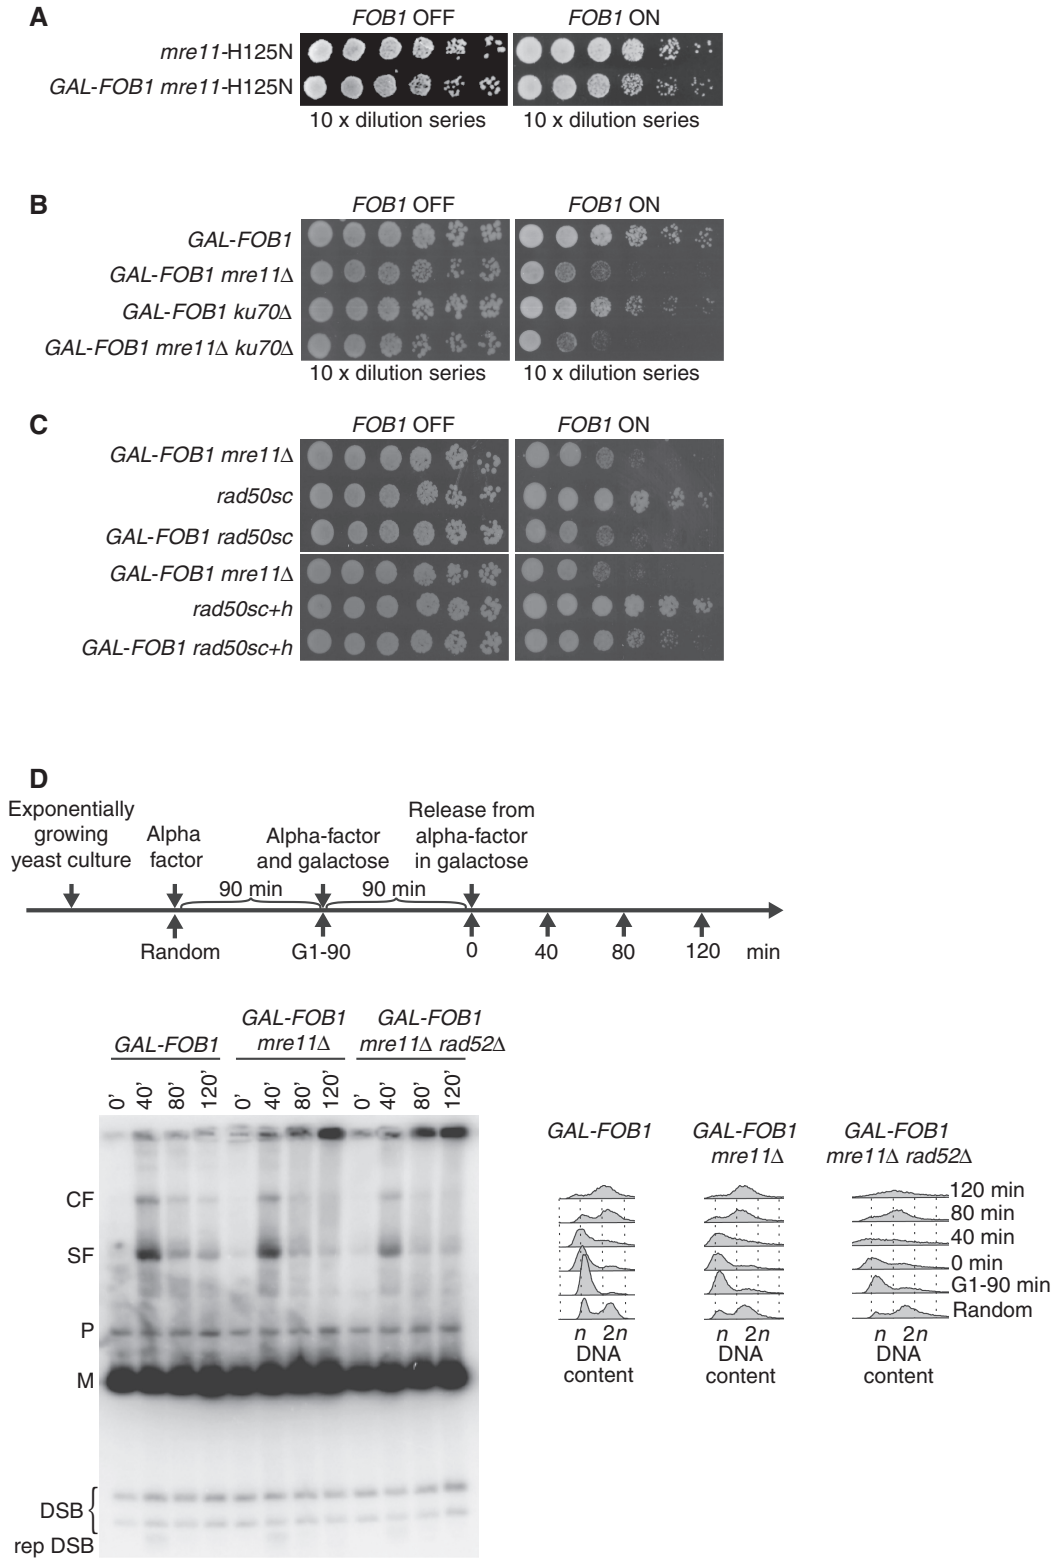 A
FOB1 OFF
FOB1 ON
mre11-H125N
GAL-FOB1 mre11-H125N
10 x dilution series
10 x dilution series
B
FOB1 OFF
FOB1 ON
GAL-FOB1
GAL-FOB1 mre11Δ
GAL-FOB1 ku70Δ
GAL-FOB1 mre11Δ ku70Δ
10 x dilution series
10 x dilution series
C
FOB1 OFF
FOB1 ON
GAL-FOB1 mre11Δ
rad50sc
GAL-FOB1 rad50sc
GAL-FOB1 mre11Δ
rad50sc+h
GAL-FOB1 rad50sc+h
D
Exponentially
growing
yeast culture
Alpha
factor
Alpha-factor
and galactose
Release from
alpha-factor
in galactose
90 min
90 min
Random
G1-90
0
40
80
120
min
GAL-FOB1
GAL-FOB1
mre11Δ
GAL-FOB1
mre11Δ rad52Δ
0' 40' 80' 120' 0' 40' 80' 120' 0' 40' 80' 120'
CF
SF
P
M
DSB
rep DSB
GAL-FOB1
GAL-FOB1
mre11Δ
GAL-FOB1
mre11Δ rad52Δ
120 min
80 min
40 min
0 min
G1-90 min
Random
n 2n
DNA
content
n 2n
DNA
content
n 2n
DNA
content